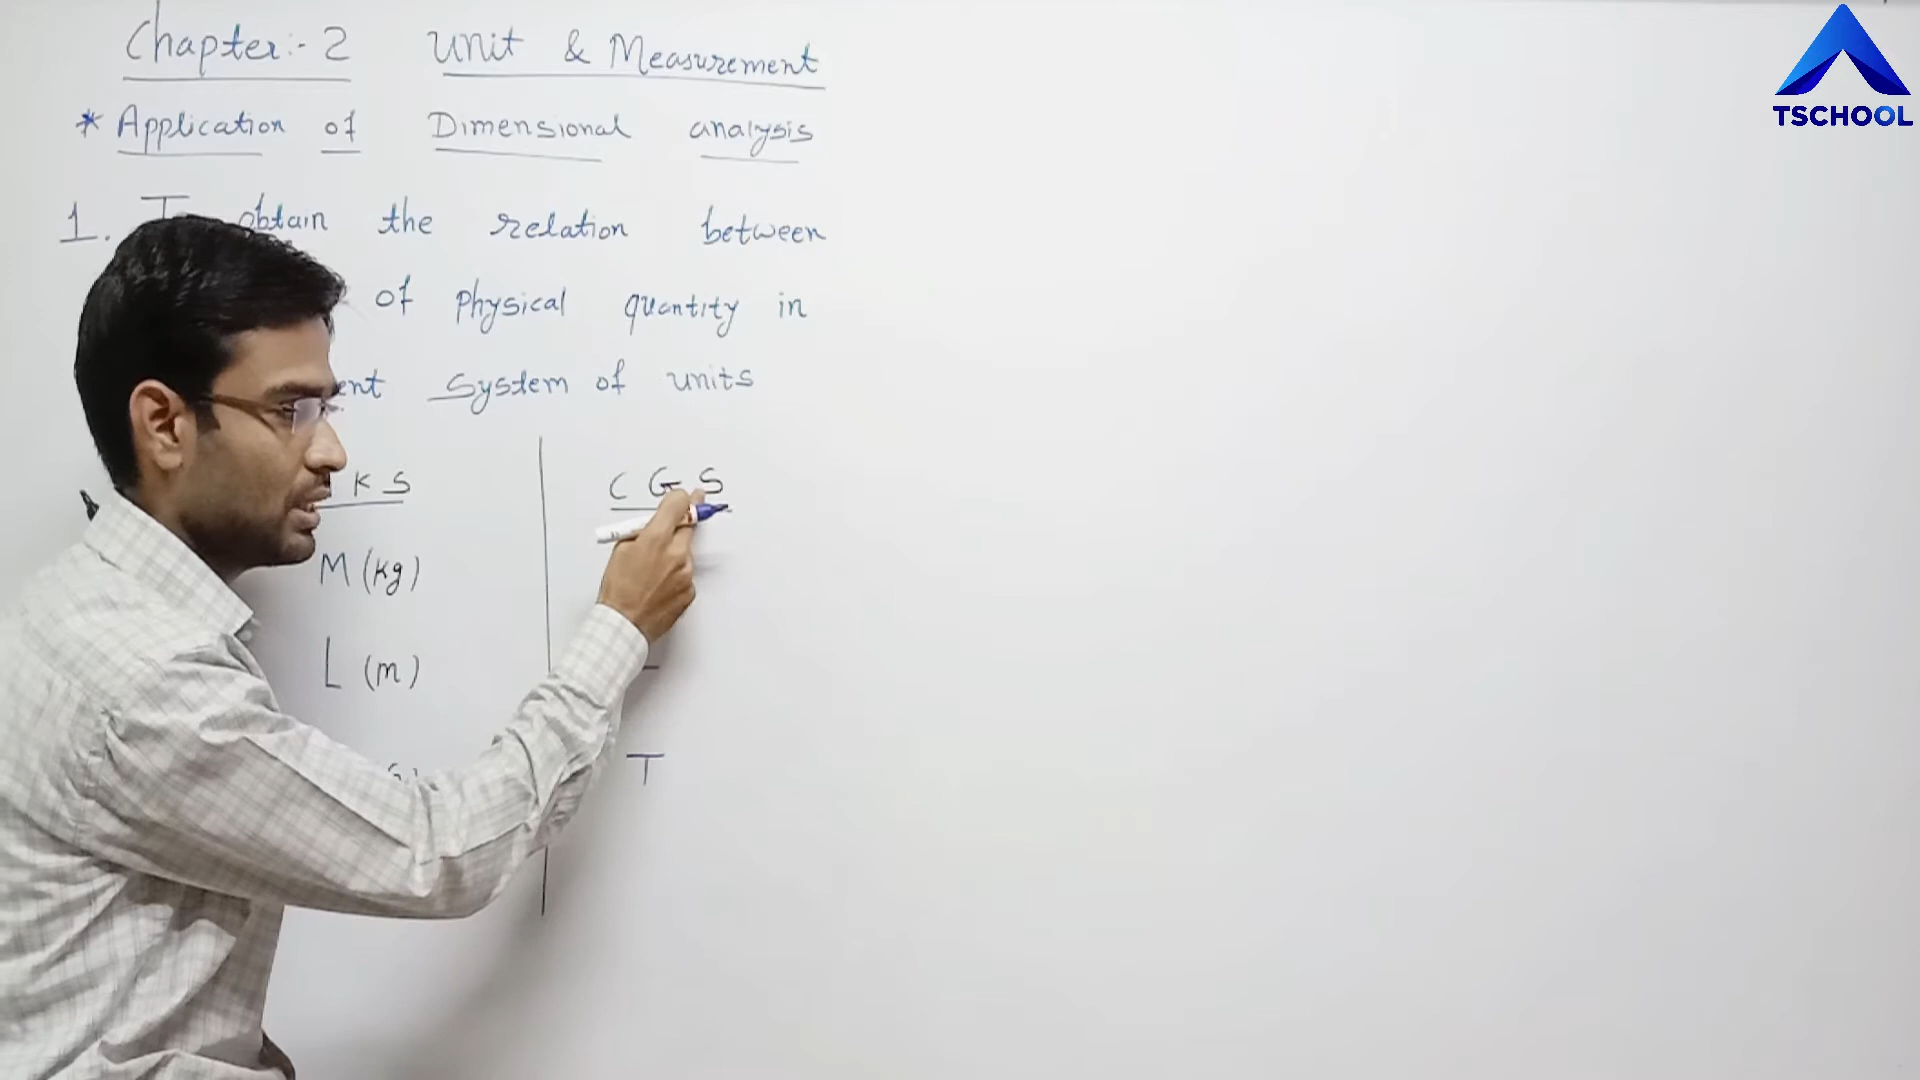 Chapter:- 2 Unit & Measurement
TSCHOOL
* Application of Dimensional analysis
1. To obtain the relation between
of physical quantity in
system of units
K S
C G S
M (kg)
L (m)
T